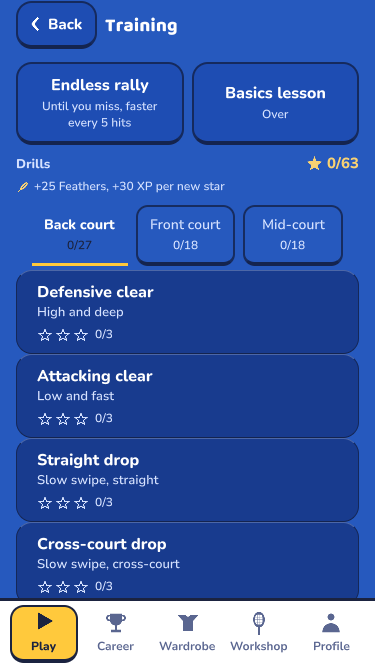 Back
Training
Endless rally
Until you miss, faster
every 5 hits
Basics lesson
Over
Drills
0/63
+25 Feathers, +30 XP per new star
Back court
0/27
Front court
0/18
Mid-court
0/18
Defensive clear
High and deep
0/3
Attacking clear
Low and fast
0/3
Straight drop
Slow swipe, straight
0/3
Cross-court drop
Slow swipe, cross-court
0/3
Play
Career
Wardrobe
Workshop
Profile